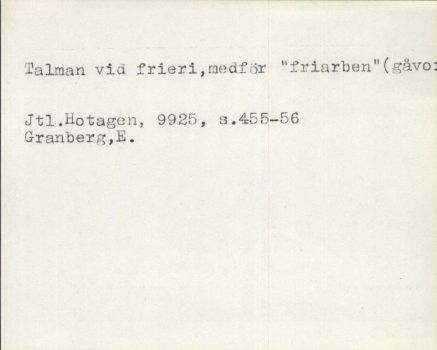 Talman vid frieri,medför "friarben"(gåvo
Jtl.Hotagen, 9925, s.455-56
Granberg,E.